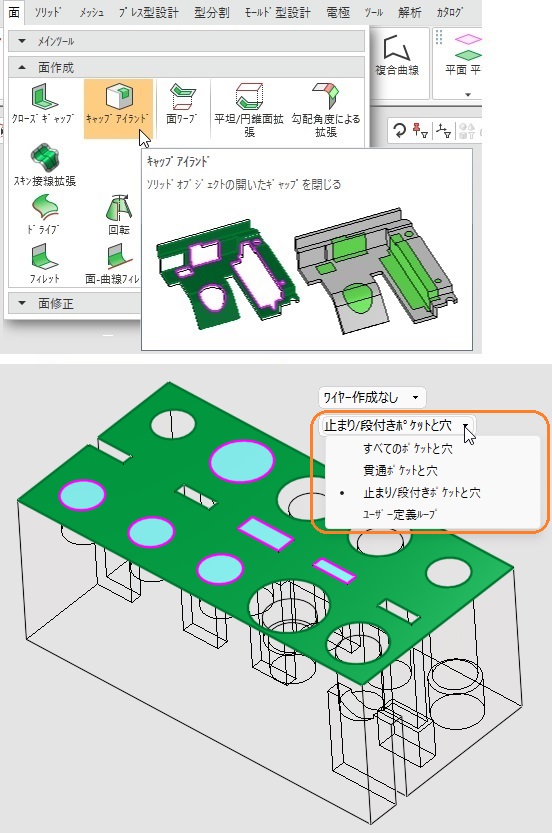 面 ｿﾘｯﾄﾞ ﾒｯｼｭ ﾌﾟﾚｽ型設計 型分割 ﾓｰﾙﾄﾞ型設計 電極 ﾂｰﾙ 解析 ｶﾀﾛｸﾞ
ﾒｲﾝﾂｰﾙ
面作成
複合曲線
平面 平
ｸﾛｰｽﾞ ｷﾞｬｯﾌﾟ
ｷｬｯﾌﾟ ｱｲﾗﾝﾄﾞ
面ﾜｰﾌﾟ
平坦/円錐面拡張
勾配角度による拡張
ｽｷﾝ接線拡張
ﾄﾞﾗｲﾌﾞ
回転
ﾌｨﾚｯﾄ
面-曲線ﾌｨﾚ
面修正
ｷｬｯﾌﾟ ｱｲﾗﾝﾄﾞ
ｿﾘｯﾄﾞ ｵﾌﾞｼﾞｪｸﾄの開いたｷﾞｬｯﾌﾟを閉じる
ﾜｲﾔｰ作成なし
止まり/段付きﾎﾟｹｯﾄと穴
すべてのﾎﾟｹｯﾄと穴
貫通ﾎﾟｹｯﾄと穴
止まり/段付きﾎﾟｹｯﾄと穴
ﾕｰｻﾞｰ定義ﾙｰﾌﾟ